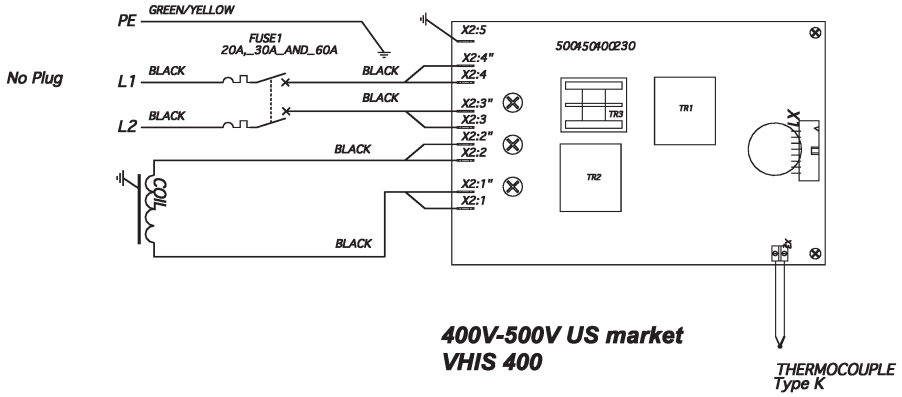 PE GREEN/YELLOW
FUSE1
20A,_30A_AND_60A
No Plug
L1 BLACK
BLACK
BLACK
L2 BLACK
BLACK
COIL
BLACK
X2:5
X2:4"
X2:4
X2:3"
X2:3
X2:2"
X2:2
X2:1"
X2:1
500450400230
TR3
TR1
TR2
X1
400V-500V US market
VHIS 400
THERMOCOUPLE
Type K